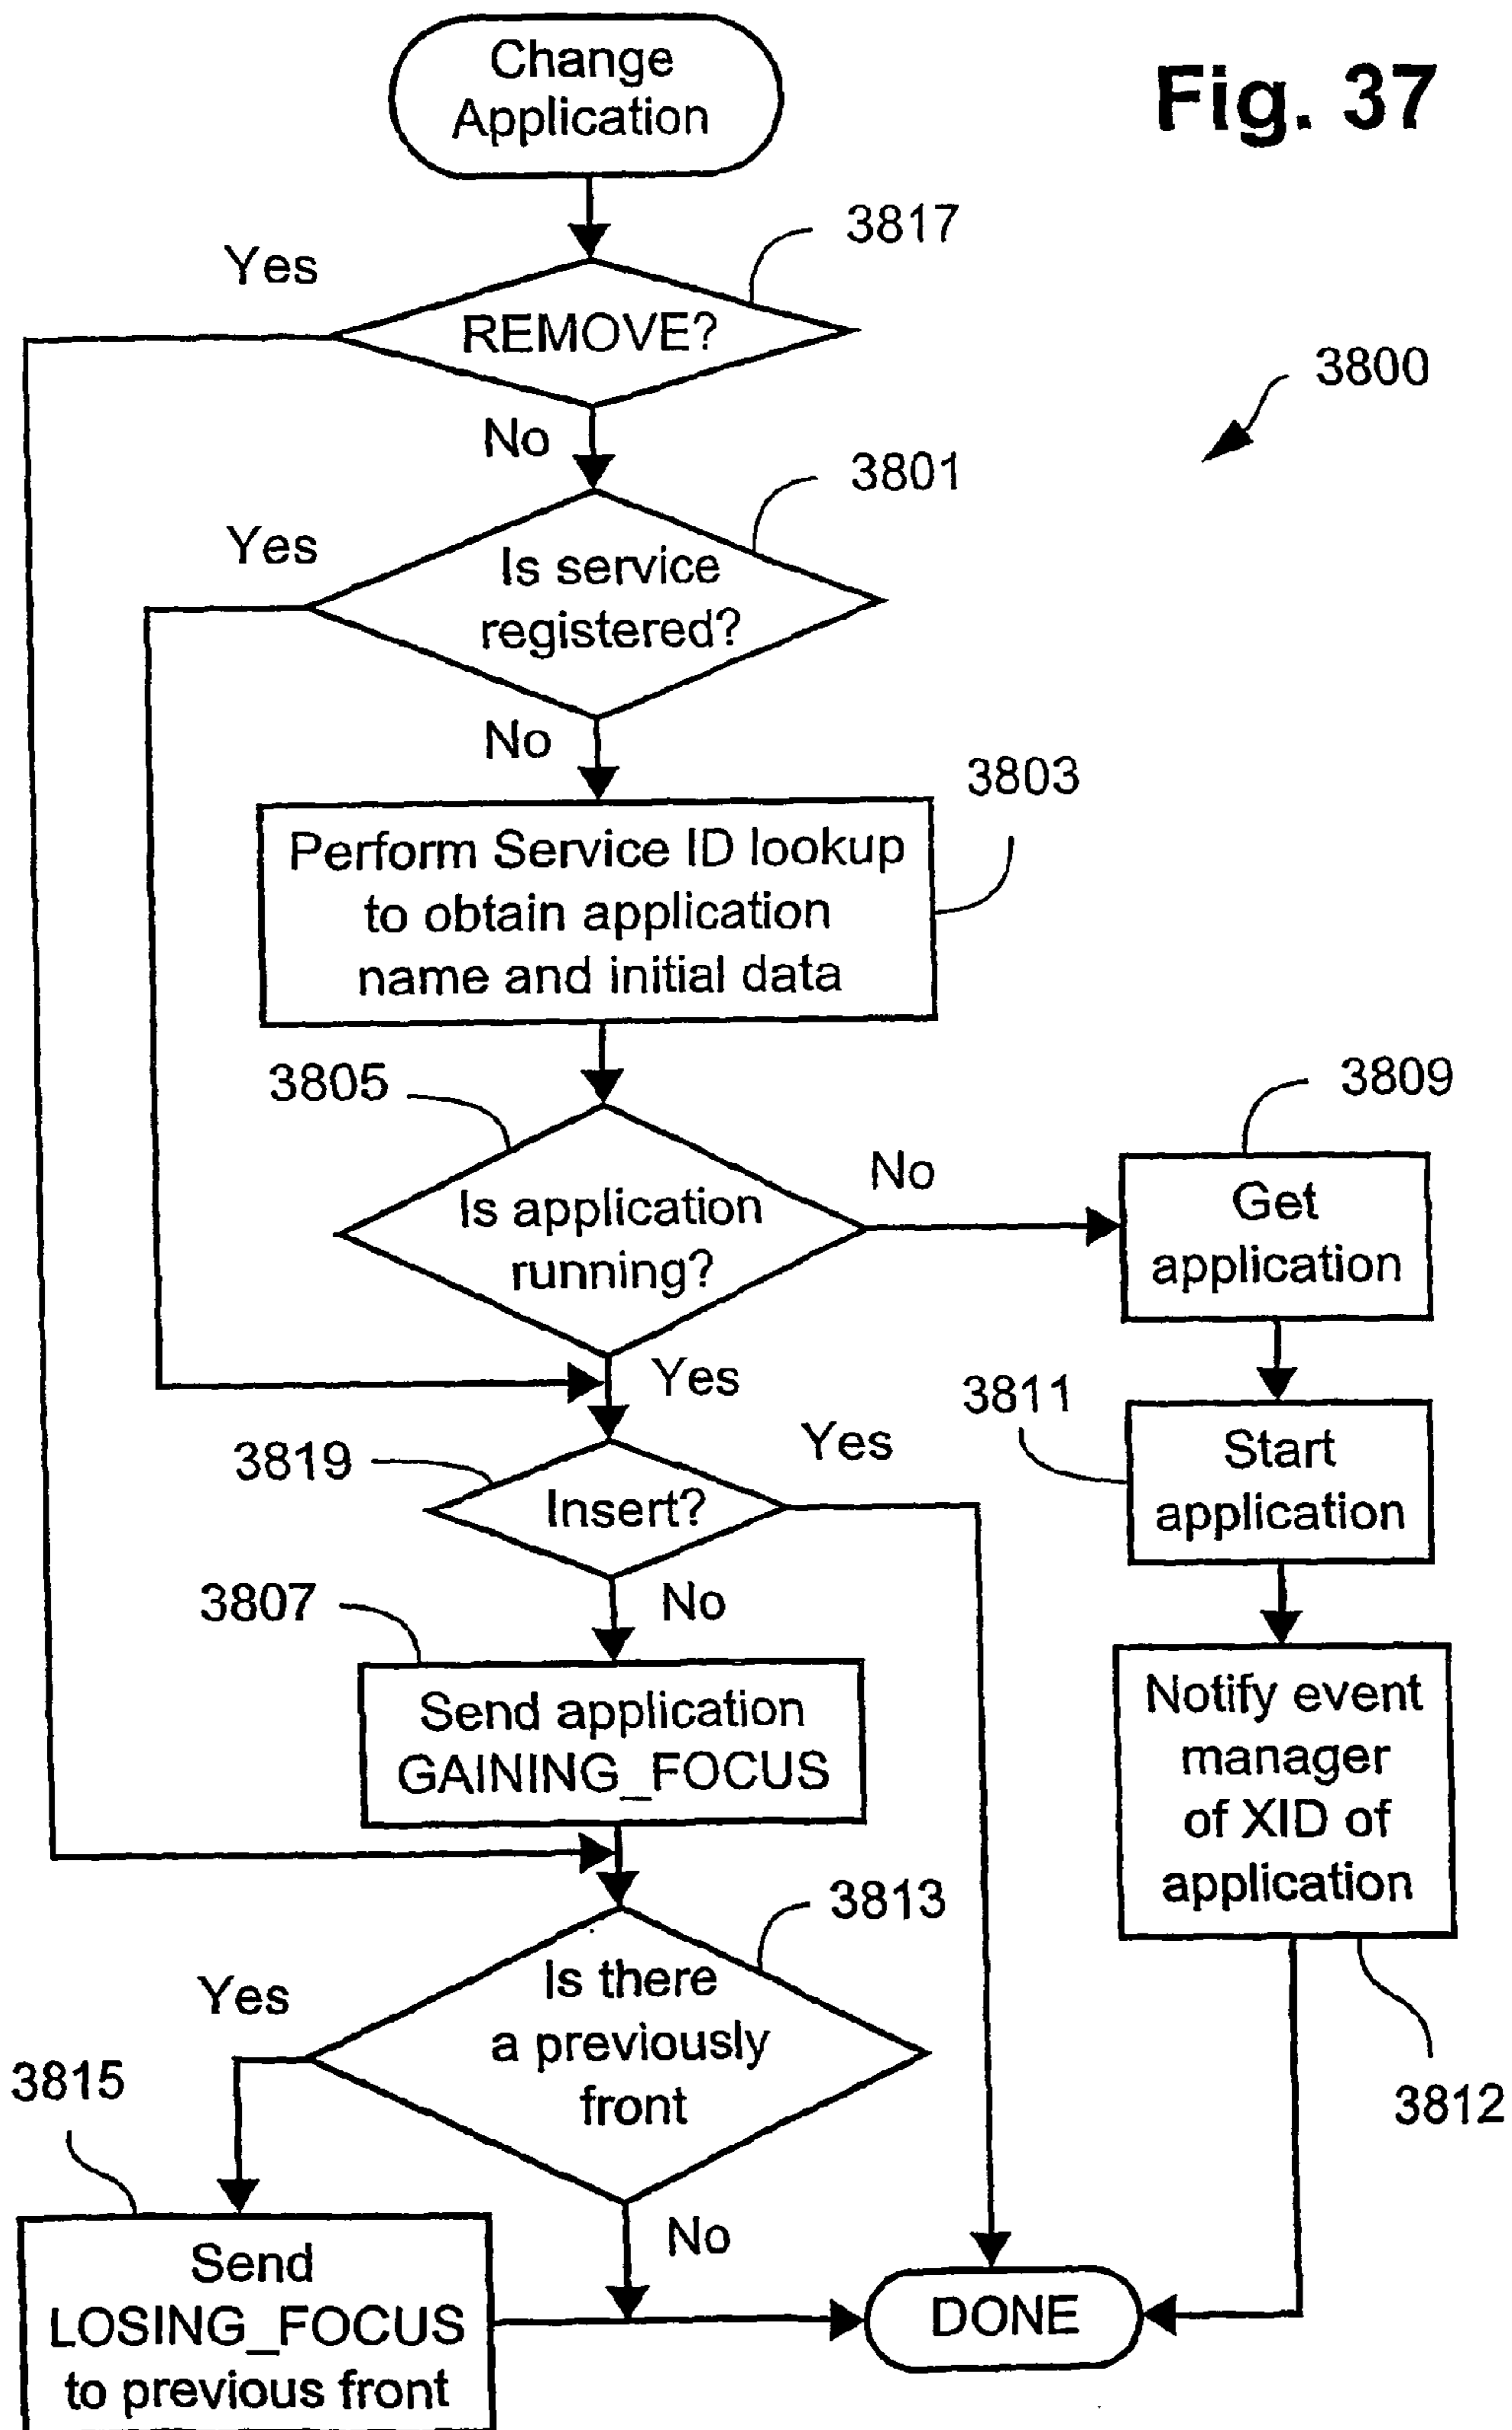 Change
Application
Fig. 37
3817
Yes
REMOVE?
3800
No
3801
Yes
Is service
registered?
No
3803
Perform Service ID lookup
to obtain application
name and initial data
3805
3809
No
Get
application
Is application
running?
Yes
3811
Start
application
3819
Yes
Insert?
3807
No
Notify event
manager
of XID of
application
Send application
GAINING_FOCUS
3813
Yes
Is there
a previously
front
3815
3812
No
Send
LOSING_FOCUS
to previous front
DONE